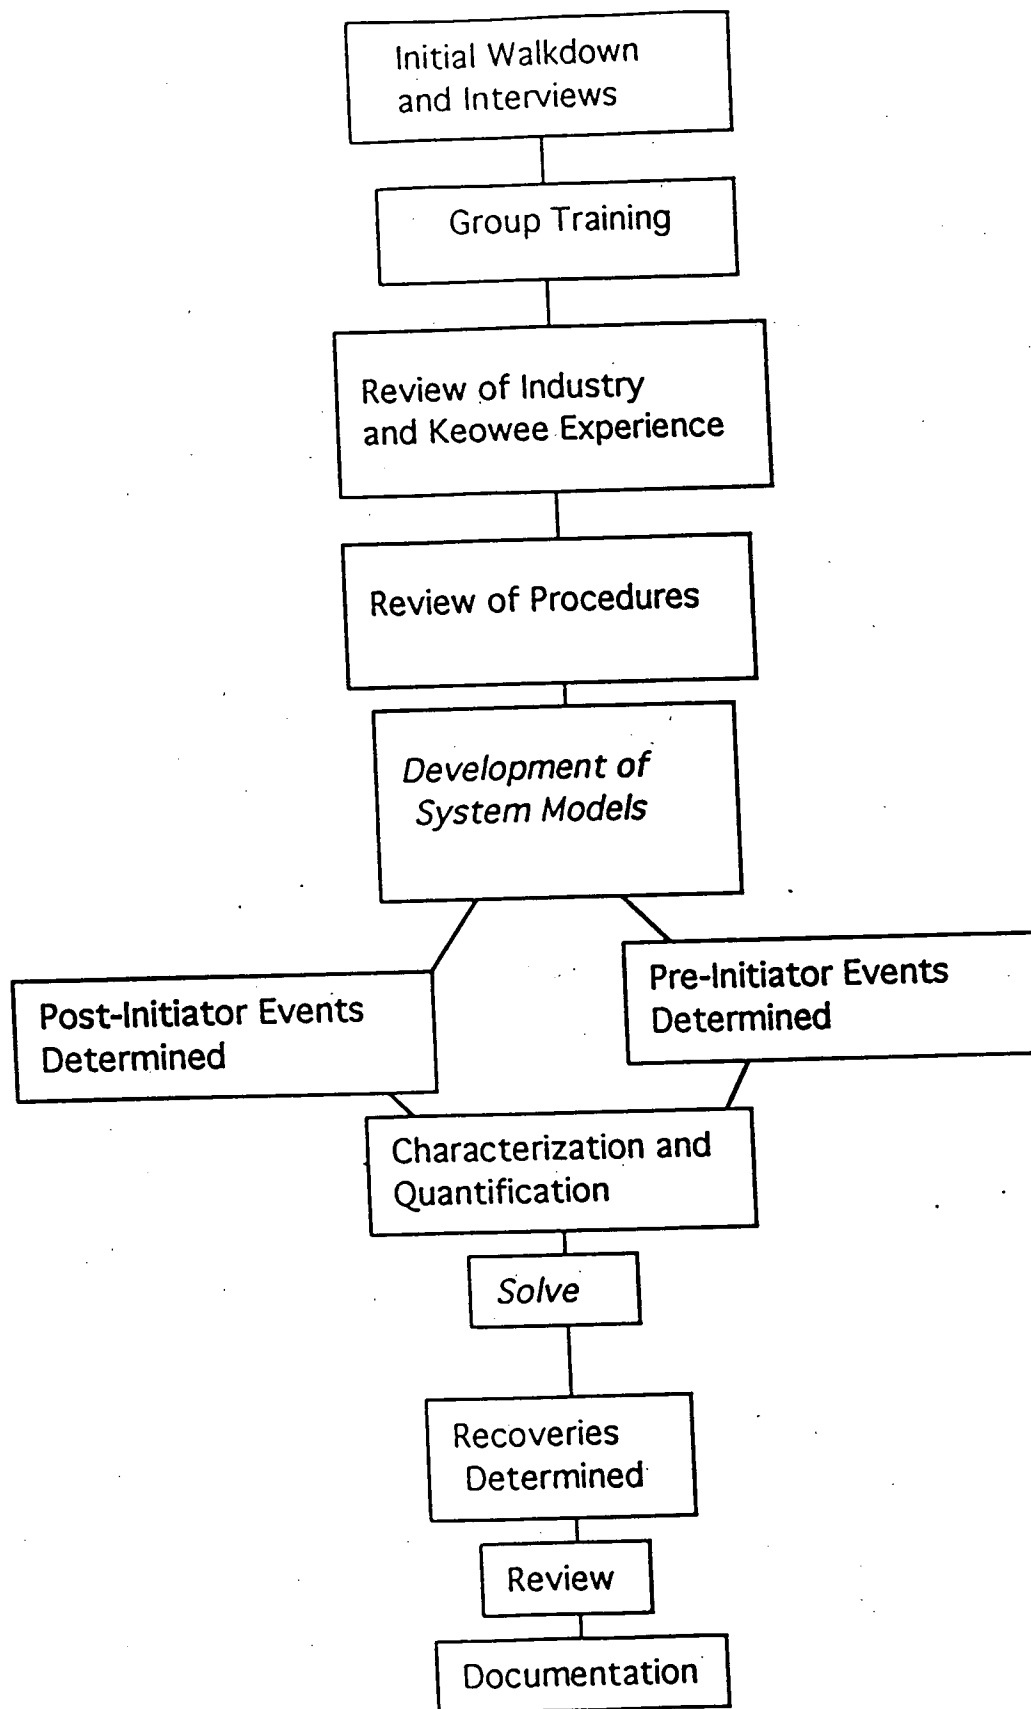 Initial Walkdown
and Interviews
Group Training
Review of Industry
and Keowee Experience
Review of Procedures
Development of
System Models
Post-Initiator Events
Determined
Pre-Initiator Events
Determined
Characterization and
Quantification
Solve
Recoveries
Determined
Review
Documentation